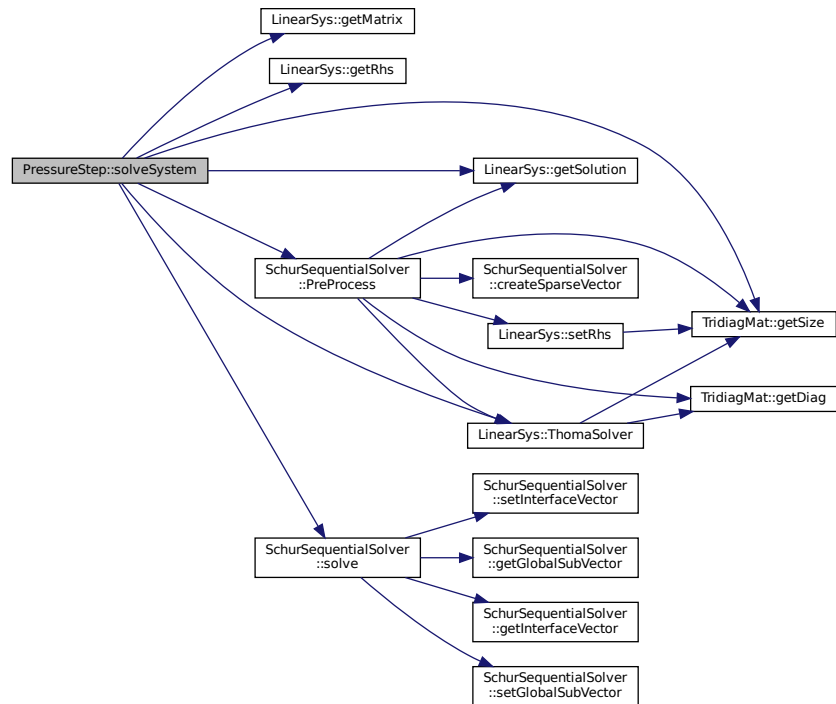 LinearSys::getMatrix
LinearSys::getRhs
PressureStep::solveSystem
LinearSys::getSolution
SchurSequentialSolver
::PreProcess
SchurSequentialSolver
::createSparseVector
LinearSys::setRhs
TridiagMat::getSize
TridiagMat::getDiag
LinearSys::ThomaSolver
SchurSequentialSolver
::setInterfaceVector
SchurSequentialSolver
::solve
SchurSequentialSolver
::getGlobalSubVector
SchurSequentialSolver
::getInterfaceVector
SchurSequentialSolver
::setGlobalSubVector